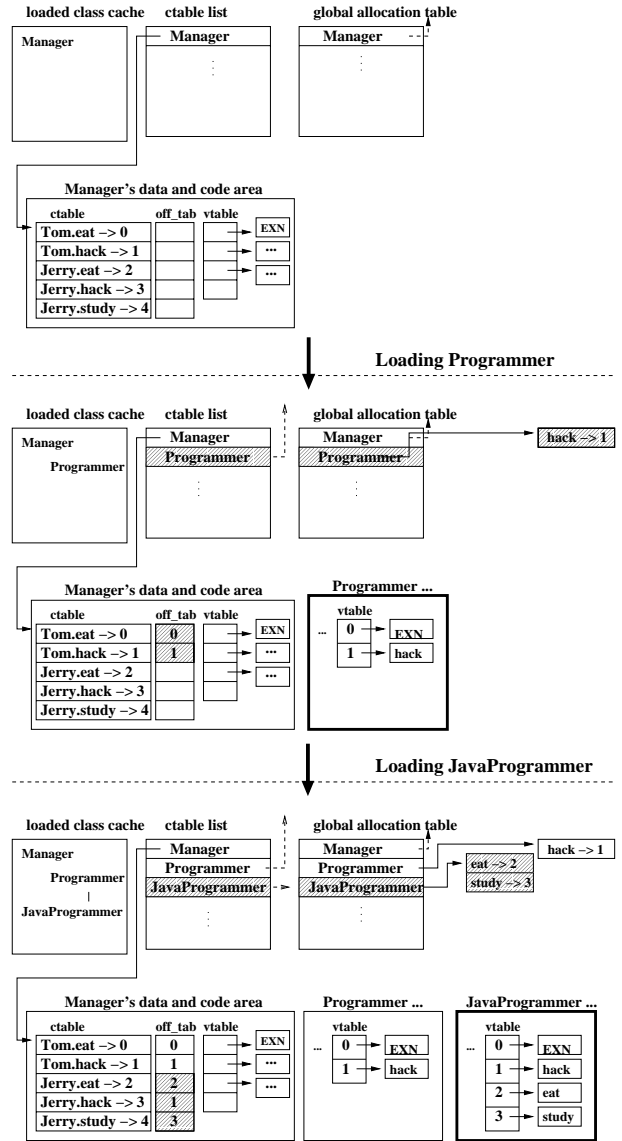 loaded class cache ctable list global allocation table
Manager Manager Manager
Manager's data and code area
ctable off_tab vtable
Tom.eat −> 0 EXN
Tom.hack −> 1 ...
Jerry.eat −> 2 ...
Jerry.hack −> 3
Jerry.study −> 4
Loading Programmer
loaded class cache ctable list global allocation table
Manager Manager Manager hack −> 1
Programmer Programmer Programmer
Manager's data and code area Programmer ...
ctable off_tab vtable vtable
Tom.eat −> 0 0 EXN ... 0 EXN
Tom.hack −> 1 1 ... 1 hack
Jerry.eat −> 2 ...
Jerry.hack −> 3
Jerry.study −> 4
Loading JavaProgrammer
loaded class cache ctable list global allocation table
Manager Manager Manager hack −> 1
Programmer Programmer Programmer eat −> 2
JavaProgrammer JavaProgrammer JavaProgrammer study −> 3
Manager's data and code area Programmer ... JavaProgrammer ...
ctable off_tab vtable vtable vtable
Tom.eat −> 0 0 EXN ... 0 EXN ... 0 EXN
Tom.hack −> 1 1 ... 1 hack 1 hack
Jerry.eat −> 2 2 ... 2 eat
Jerry.hack −> 3 1 3 study
Jerry.study −> 4 3